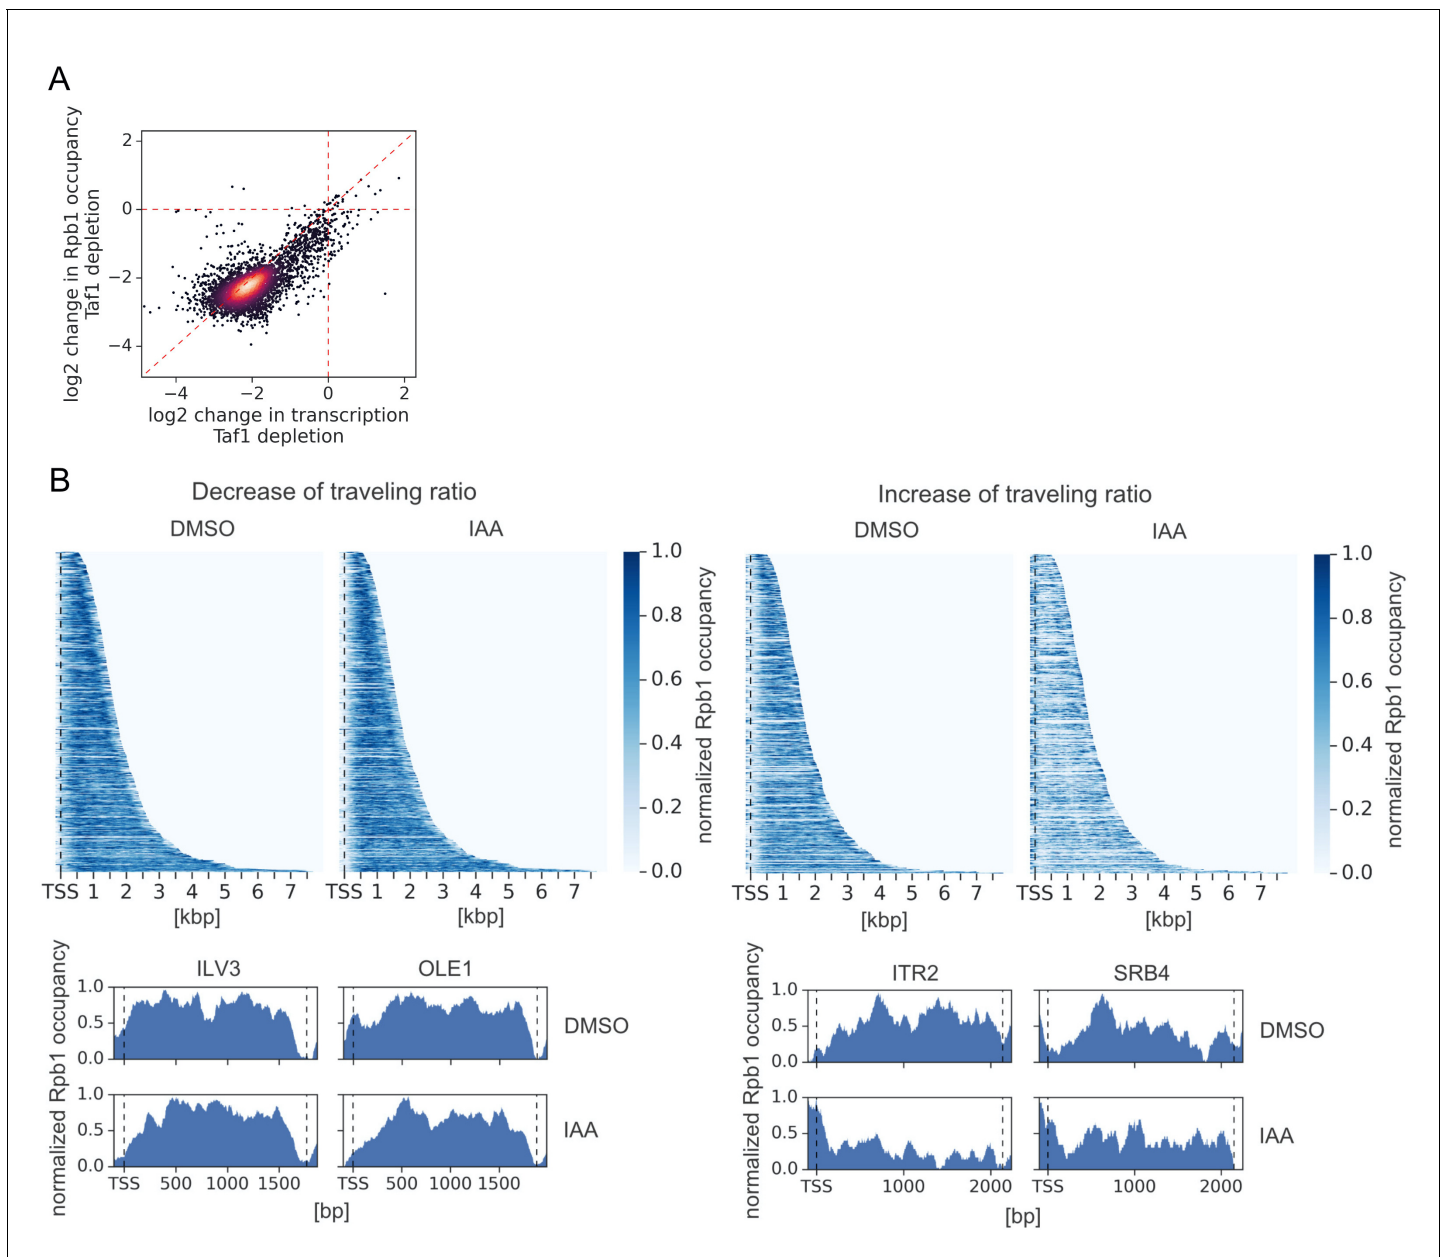 A
log2 change in Rpb1 occupancy
Taf1 depletion
2
0
−2
−4
−4 −2 0 2
log2 change in transcription
Taf1 depletion
B
Decrease of traveling ratio
DMSO IAA
1.0
0.8
0.6
0.4
0.2
0.0
normalized Rpb1 occupancy
TSS 1 2 3 4 5 6 7
[kbp]
TSS 1 2 3 4 5 6 7
[kbp]
Increase of traveling ratio
DMSO IAA
1.0
0.8
0.6
0.4
0.2
0.0
normalized Rpb1 occupancy
TSS 1 2 3 4 5 6 7
[kbp]
TSS 1 2 3 4 5 6 7
[kbp]
normalized Rpb1 occupancy
ILV3 OLE1
1.0
0.5
0.0
DMSO
1.0
0.5
0.0
IAA
TSS 500 1000 1500
TSS 500 1000 1500
[bp]
normalized Rpb1 occupancy
ITR2 SRB4
1.0
0.5
0.0
DMSO
1.0
0.5
0.0
IAA
TSS 1000 2000
TSS 1000 2000
[bp]